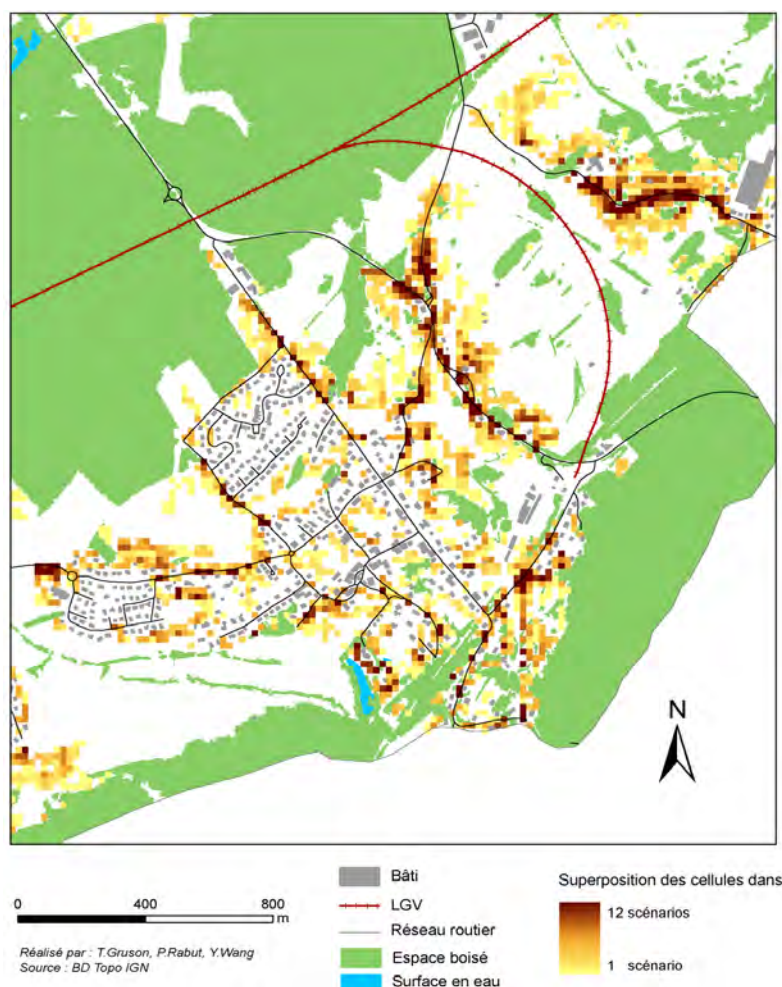 N
0 400 800
m
Réalisé par : T.Gruson, P.Rabut, Y.Wang
Source : BD Topo IGN
Bâti
LGV
Réseau routier
Espace boisé
Surface en eau
Superposition des cellules dans
12 scénarios
1 scénario